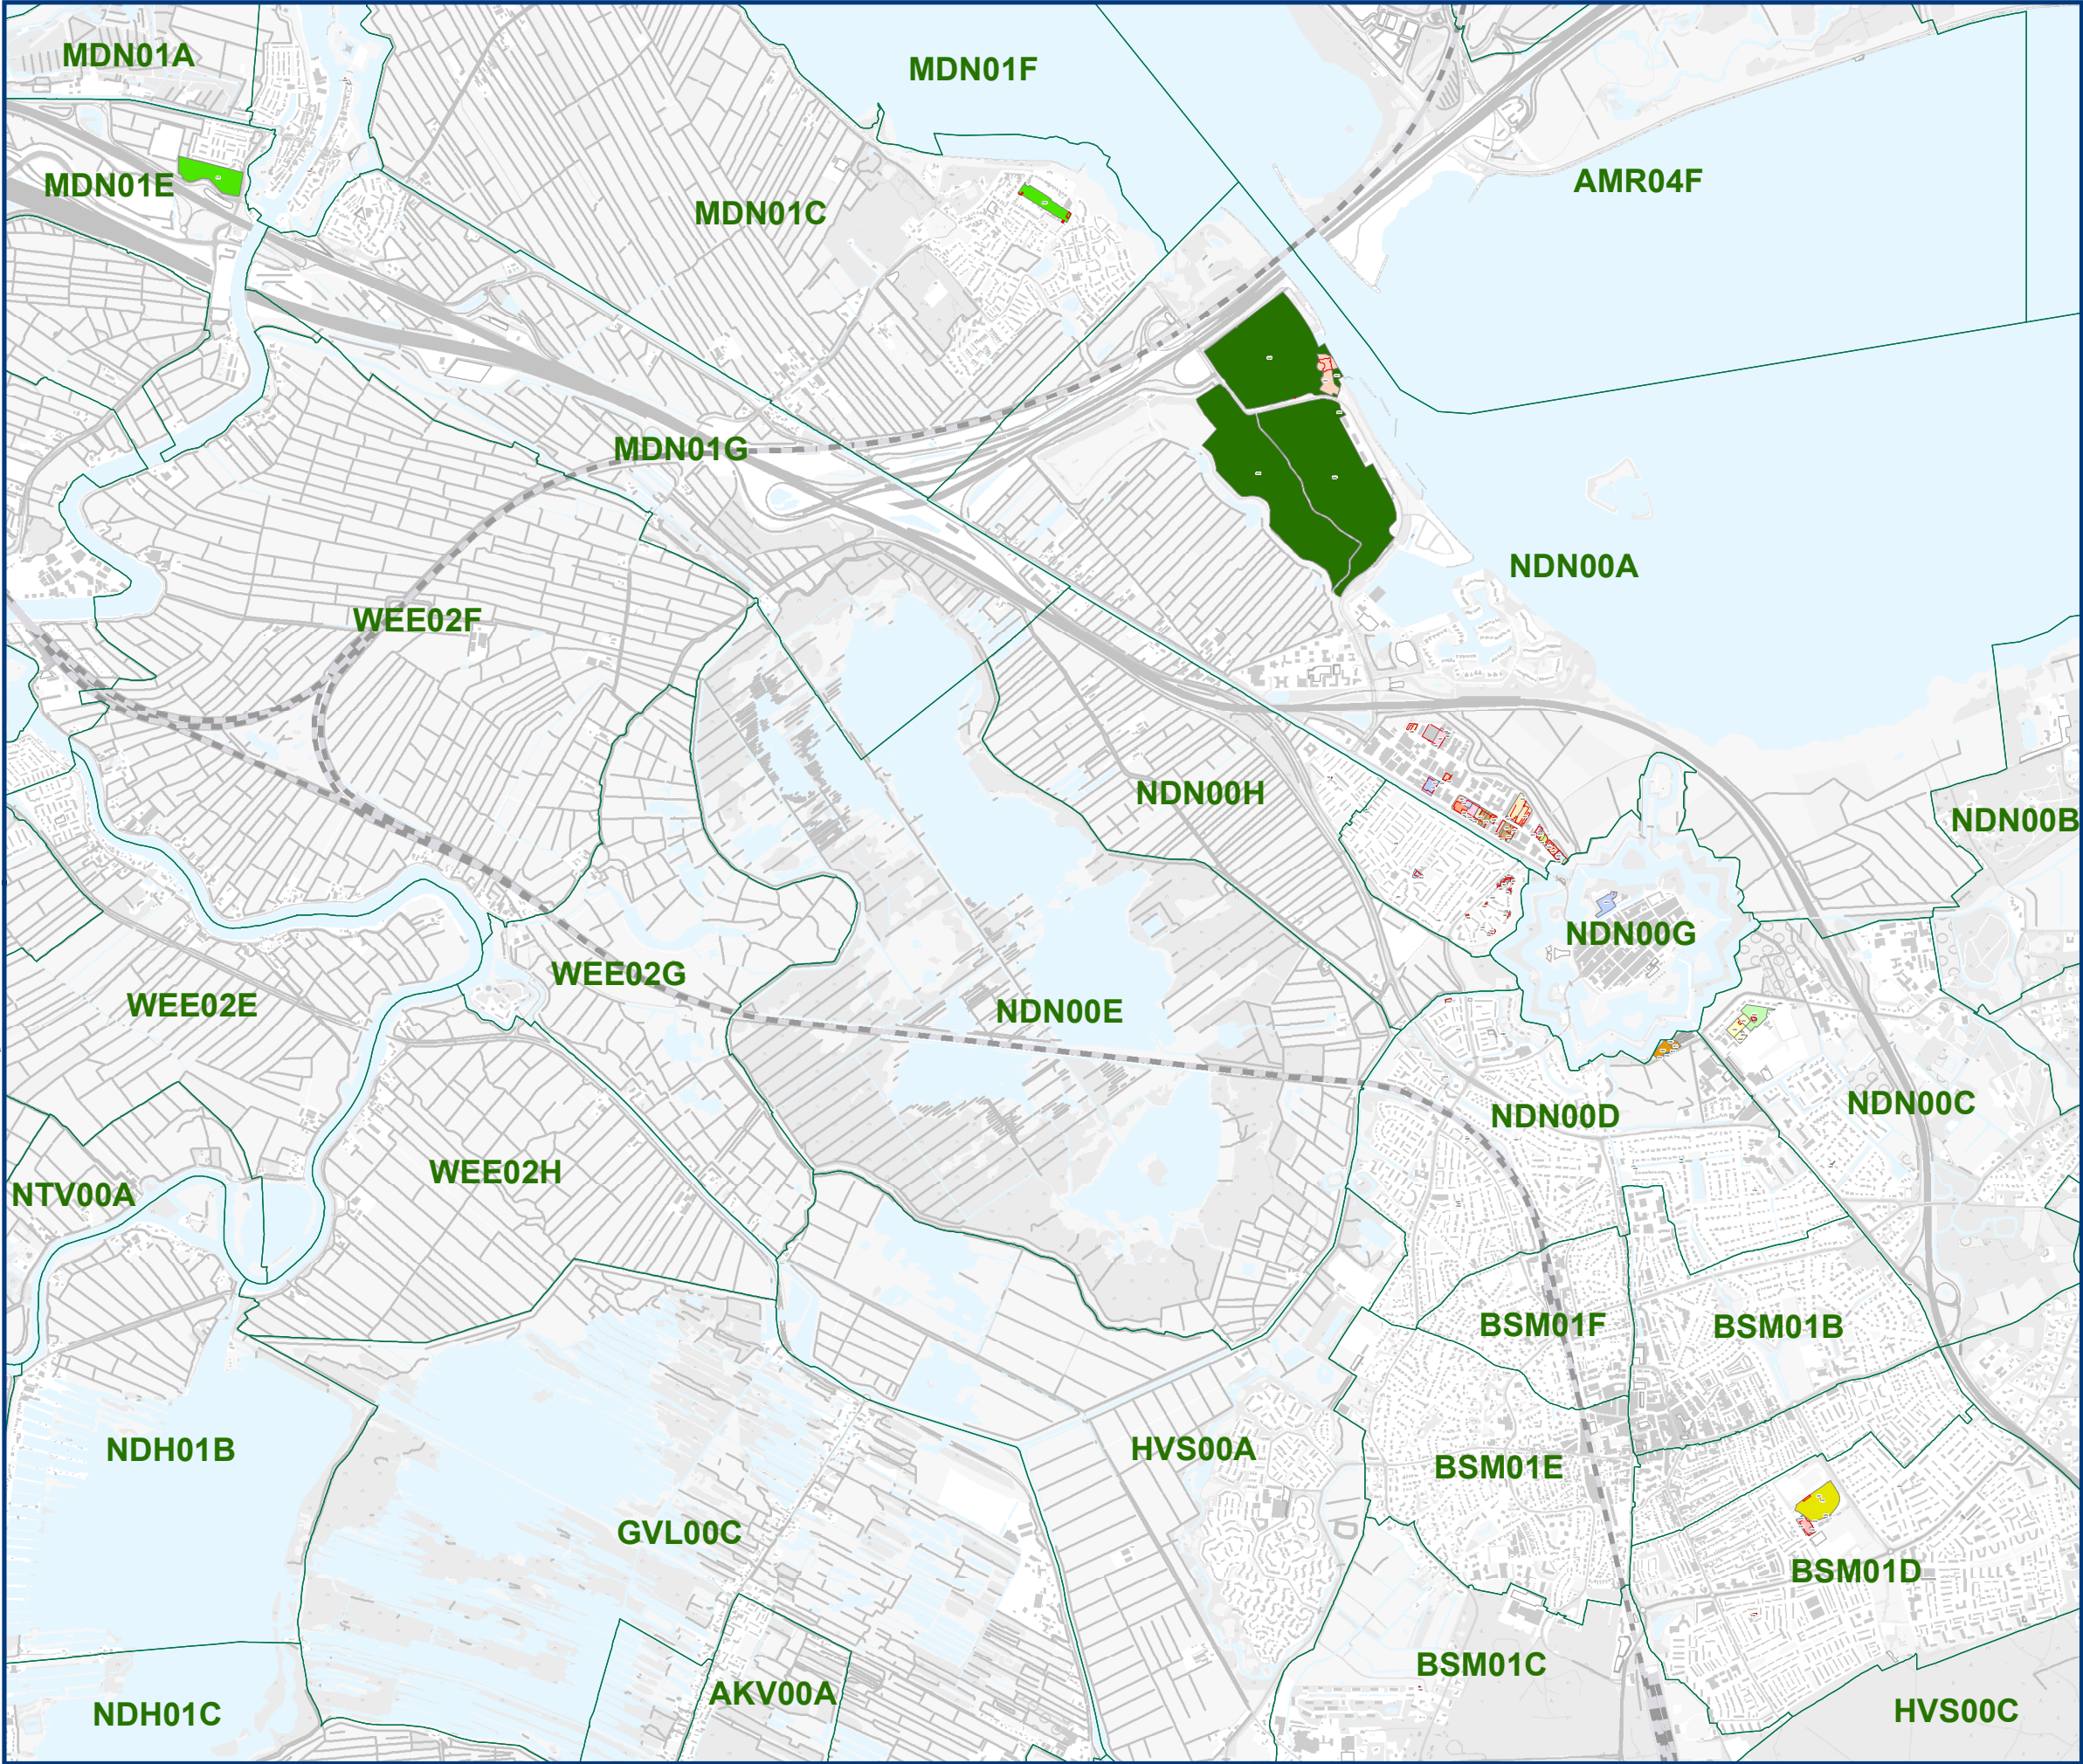 MDN01A
MDN01F
MDN01E
AMR04F
MDN01C
MDN01G
NDN00A
WEE02F
NDN00H
NDN00B
NDN00G
WEE02G
WEE02E
NDN00E
NDN00C
NDN00D
WEE02H
NTV00A
BSM01F
BSM01B
NDH01B
HVS00A
BSM01E
GVL00C
BSM01D
BSM01C
AKV00A
HVS00C
NDH01C